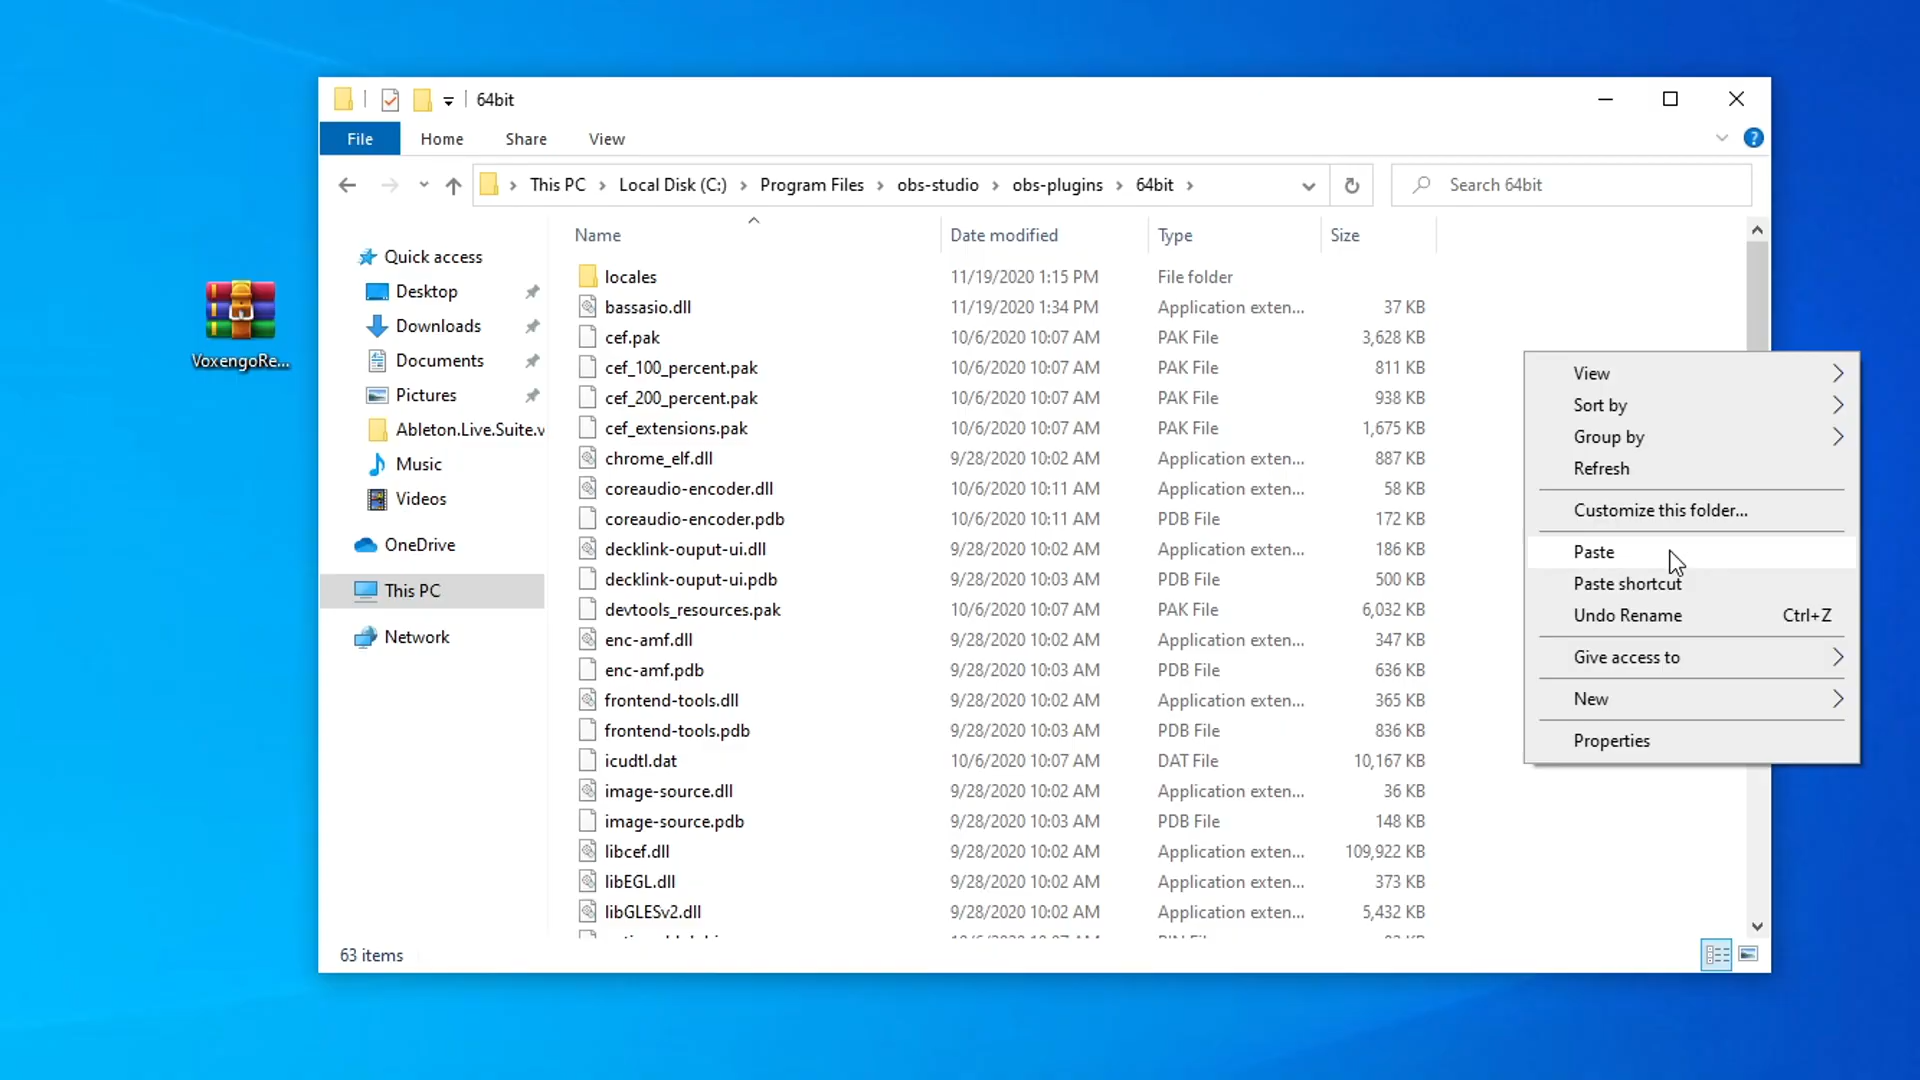 64bit
File Home Share View
This PC Local Disk (C:) Program Files obs-studio obs-plugins 64bit
Search 64bit
Name Date modified Type Size
Quick access
Desktop
Downloads
Documents
Pictures
Ableton.Live.Suite.v
Music
Videos
OneDrive
This PC
Network
VoxengoRe...
locales 11/19/2020 1:15 PM File folder
bassasio.dll 11/19/2020 1:34 PM Application exten... 37 KB
cef.pak 10/6/2020 10:07 AM PAK File 3,628 KB
cef_100_percent.pak 10/6/2020 10:07 AM PAK File 811 KB
cef_200_percent.pak 10/6/2020 10:07 AM PAK File 938 KB
cef_extensions.pak 10/6/2020 10:07 AM PAK File 1,675 KB
chrome_elf.dll 9/28/2020 10:02 AM Application exten... 887 KB
coreaudio-encoder.dll 10/6/2020 10:11 AM Application exten... 58 KB
coreaudio-encoder.pdb 10/6/2020 10:11 AM PDB File 172 KB
decklink-ouput-ui.dll 9/28/2020 10:02 AM Application exten... 186 KB
decklink-ouput-ui.pdb 9/28/2020 10:03 AM PDB File 500 KB
devtools_resources.pak 10/6/2020 10:07 AM PAK File 6,032 KB
enc-amf.dll 9/28/2020 10:02 AM Application exten... 347 KB
enc-amf.pdb 9/28/2020 10:03 AM PDB File 636 KB
frontend-tools.dll 9/28/2020 10:02 AM Application exten... 365 KB
frontend-tools.pdb 9/28/2020 10:03 AM PDB File 836 KB
icudtl.dat 10/6/2020 10:07 AM DAT File 10,167 KB
image-source.dll 9/28/2020 10:02 AM Application exten... 36 KB
image-source.pdb 9/28/2020 10:03 AM PDB File 148 KB
libcef.dll 9/28/2020 10:02 AM Application exten... 109,922 KB
libEGL.dll 9/28/2020 10:02 AM Application exten... 373 KB
libGLESv2.dll 9/28/2020 10:02 AM Application exten... 5,432 KB
63 items
View
Sort by
Group by
Refresh
Customize this folder...
Paste
Paste shortcut
Undo Rename Ctrl+Z
Give access to
New
Properties